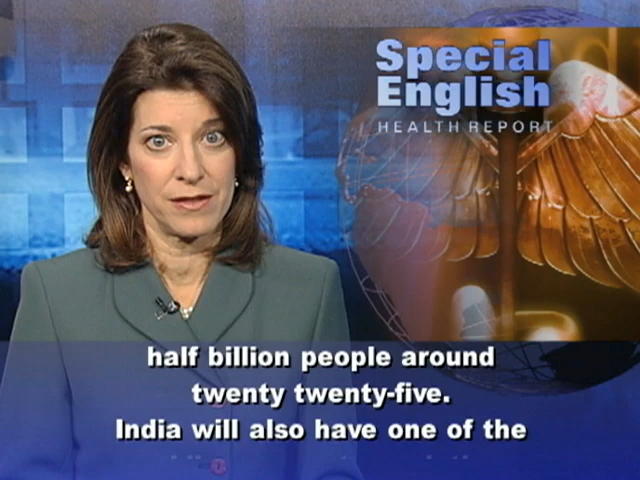 Special
English
HEALTH REPORT
half billion people around
twenty twenty-five.
India will also have one of the